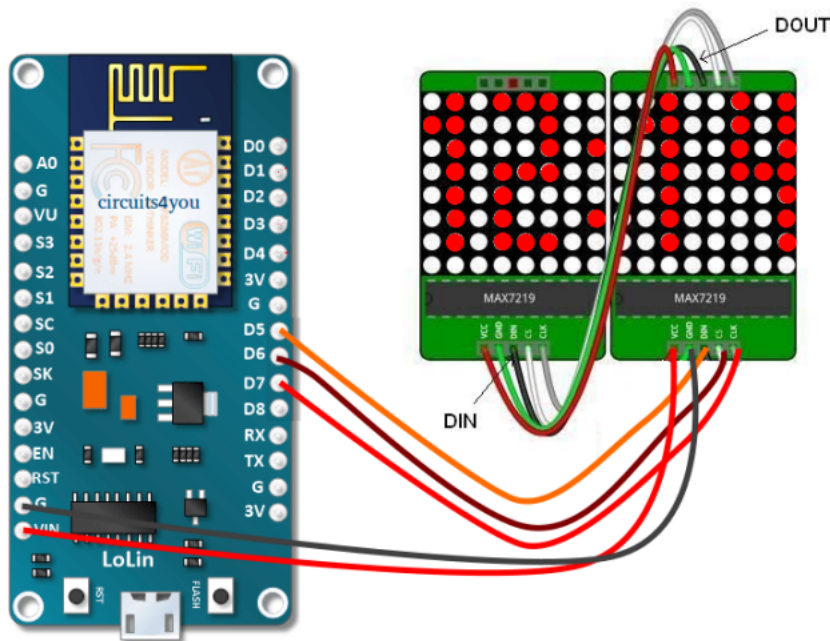 DOUT
A0
G
VU
S3
S2
S1
SC
S0
SK
G
3V
EN
RST
G
VIN
circuits4you
D0
D1
D2
D3
D4
3V
G
D5
D6
D7
D8
RX
TX
G
3V
LoLin
RST
FLASH
MAX7219
VCC
GND
DIN
CS
CLK
MAX7219
VCC
GND
DIN
CS
CLK
DIN